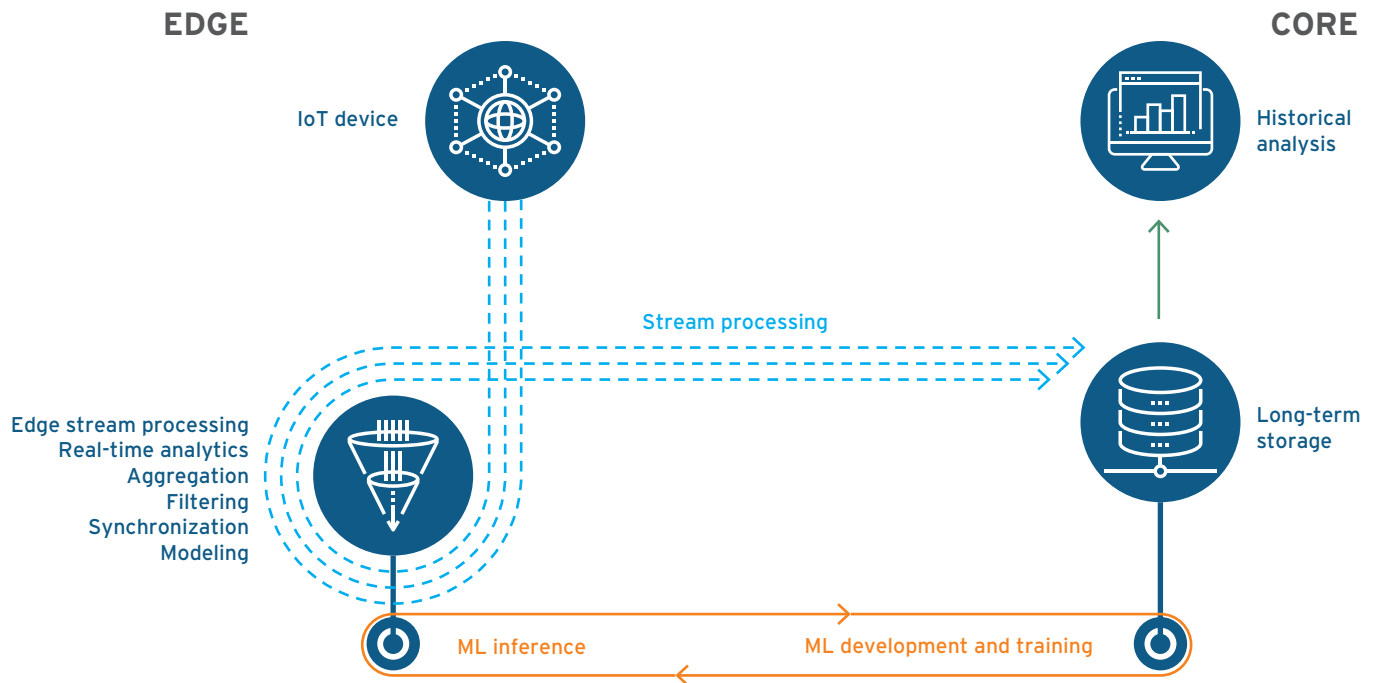 EDGE
CORE
IoT device
Historical
analysis
Stream processing
Edge stream processing
Real-time analytics
Aggregation
Filtering
Synchronization
Modeling
Long-term
storage
ML inference
ML development and training